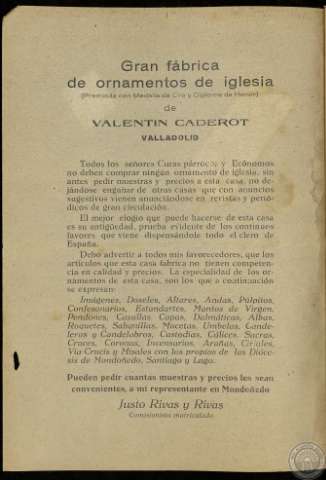 Gran fábrica
de ornamentos de iglesia
(Premiada con Medalla de Oro y Diploma de Honor)
de
VALENTIN CADEROT
VALLADOLID
Todos los señores Curas párrocos y Ecónomos
no deben comprar ningún ornamento de iglesia, sin
antes pedir muestras y precios a esta casa, no de-
jándose engañar de otras casas que con anuncios
sugestivos vienen anunciándose en revistas y perió-
dicos de gran circulación.
El mejor elogio que puede hacerse de esta casa
es su antigüedad, prueba evidente de los continuos
favores que viene dispensándole todo el clero de
España.
Debo advertir a todos mis favorecedores, que los
artículos que esta casa fabrica no tienen competen-
cia en calidad y precios. La especialidad de los or-
namentos de esta casa, son los que a continuación
se expresan:
Imágenes, Doseles, Altares, Andas, Púlpitos,
Confesonarios, Estandartes, Mantos de Virgen,
Pendones, Casullas Capas, Dalmáticas, Albas,
Roquetes, Sabanillas, Mucetas, Umbelas, Cande-
leros y Candelabros, Custodias, Cálices, Sacras,
Cruces, Coronas, Incensarios, Arañas, Ciriales,
Vía Crucis y Misales con los propios de las Dióce-
sis de Mondoñedo, Santiago y Lugo.
Pueden pedir cuantas muestras y precios les sean
convenientes, a mi representante en Mondoñedo
Justo Rivas y Rivas
Comisionista matriculado